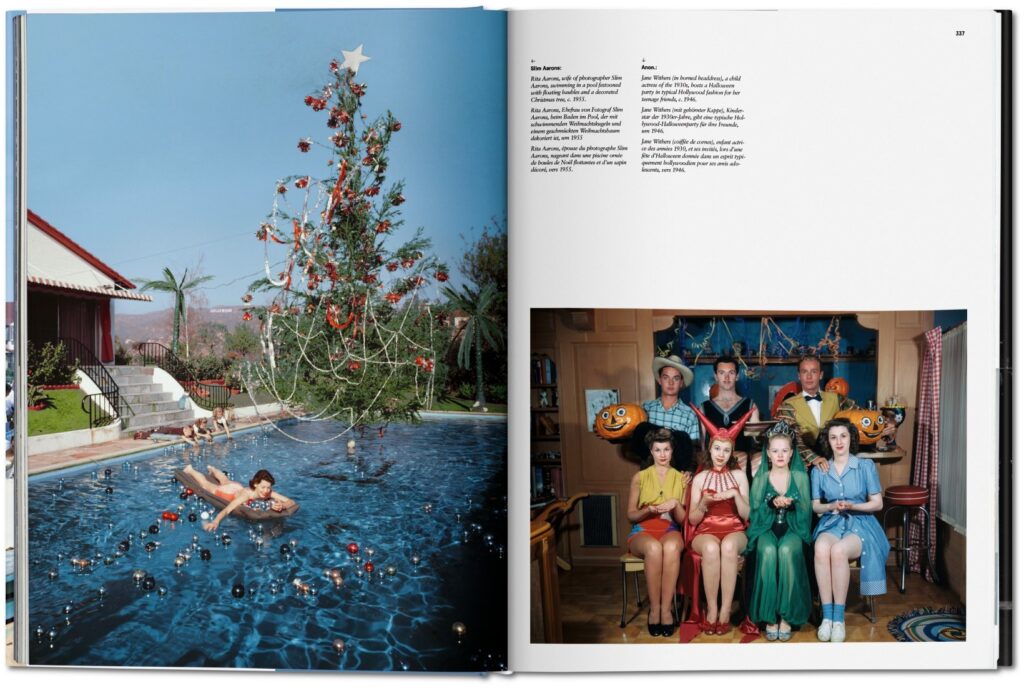 337
←
Slim Aarons:
Rita Aarons, wife of photographer Slim
Aarons, swimming in a pool festooned
with floating baubles and a decorated
Christmas tree, c. 1955.
Rita Aarons, Ehefrau von Fotograf Slim
Aarons, beim Baden im Pool, der mit
schwimmenden Weihnachtskugeln und
einem geschmückten Weihnachtsbaum
dekoriert ist, um 1955
Rita Aarons, épouse du photographe Slim
Aarons, nageant dans une piscine ornée
de boules de Noël flottantes et d'un sapin
décoré, vers 1955.
↓
Anon.:
Jane Withers (in horned headdress), a child
actress of the 1930s, hosts a Halloween
party in typical Hollywood fashion for her
teenage friends, c. 1946.
Jane Withers (mit gehörnter Kappe), Kinder-
star der 1930er-Jahre, gibt eine typische Hol-
lywood-Halloweenparty für ihre Freunde,
um 1946.
Jane Withers (coiffée de cornes), enfant actri-
ce des années 1930, et ses invités, lors d'une
fête d'Halloween donnée dans un esprit typi-
quement hollywoodien pour ses amis ado-
lescents, vers 1946.
HOLLYWOOD